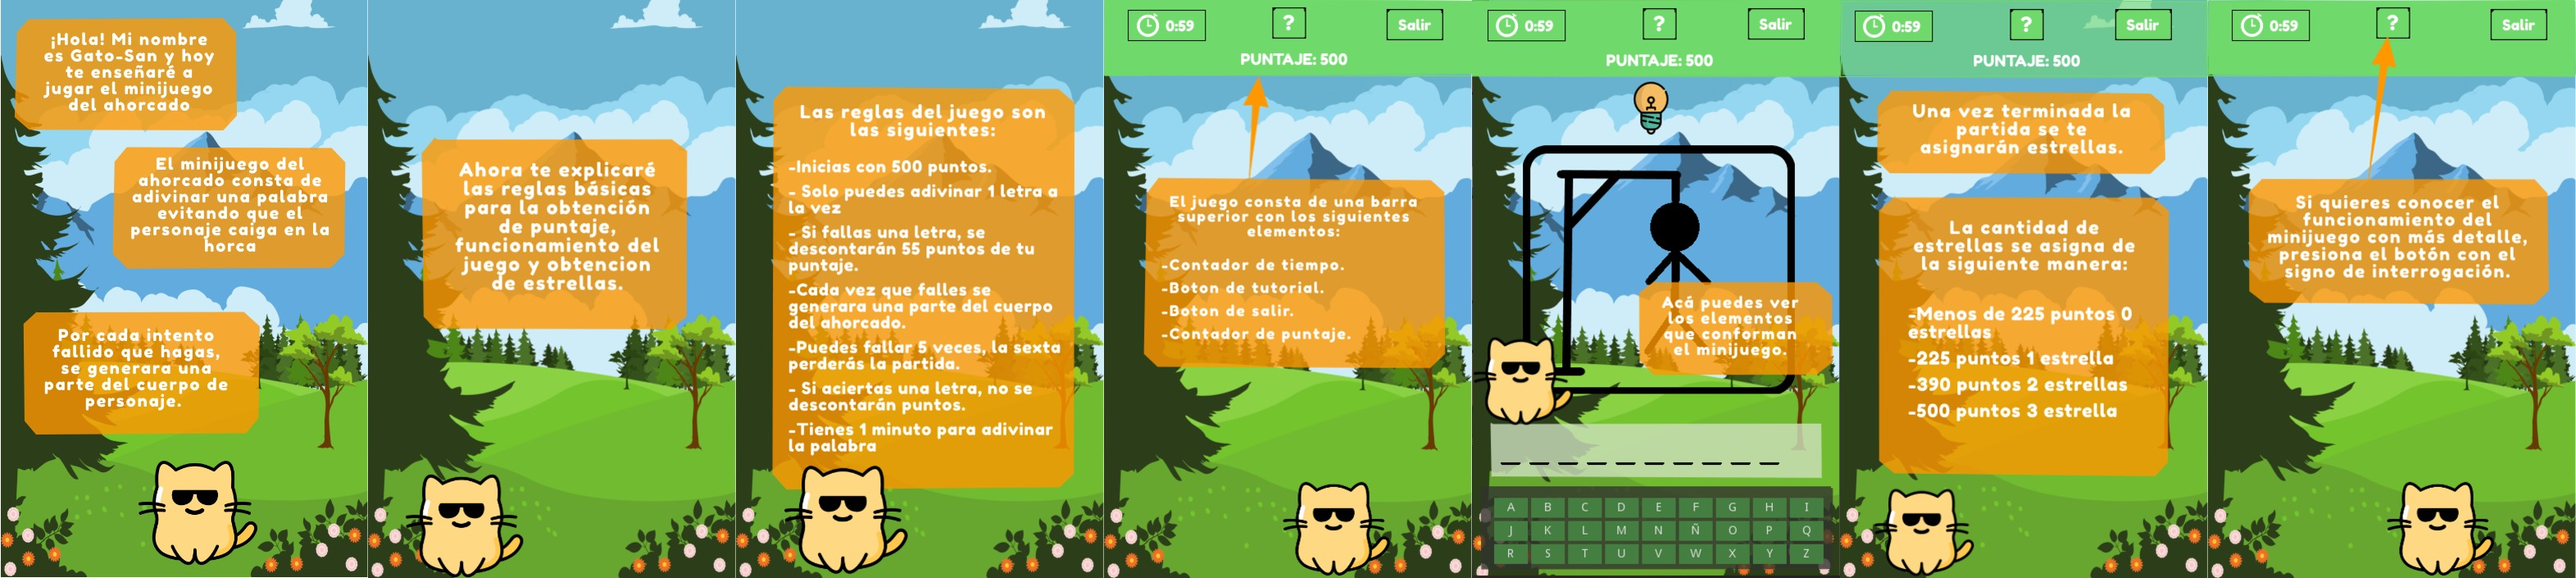 ¡Hola! Mi nombre
es Gato-San y hoy
te enseñaré a
jugar el minijuego
del ahorcado
El minijuego del
ahorcado consta de
adivinar una palabra
evitando que el
personaje caiga en la
horca
Por cada intento
fallido que hagas,
se generara una
parte del cuerpo de
personaje.
Ahora te explicaré
las reglas básicas
para la obtención
de puntaje,
funcionamiento del
juego y obtencion
de estrellas.
Las reglas del juego son
las siguientes:
-Inicias con 500 puntos.
- Solo puedes adivinar 1 letra a
la vez
- Si fallas una letra, se
descontarán 55 puntos de tu
puntaje.
-Cada vez que falles se
generara una parte del cuerpo
del ahorcado.
-Puedes fallar 5 veces, la sexta
perderás la partida.
- Si aciertas una letra, no se
descontarán puntos.
-Tienes 1 minuto para adivinar
la palabra
0:59
?
Salir
PUNTAJE: 500
El juego consta de una barra
superior con los siguientes
elementos:
-Contador de tiempo.
-Boton de tutorial.
-Boton de salir.
-Contador de puntaje.
0:59
?
Salir
PUNTAJE: 500
Acá puedes ver
los elementos
que conforman
el minijuego.
A B C D E F G H I
J K L M N Ñ O P Q
R S T U V W X Y Z
0:59
?
Salir
PUNTAJE: 500
Una vez terminada la
partida se te
asignarán estrellas.
La cantidad de
estrellas se asigna de
la siguiente manera:
-Menos de 225 puntos 0
estrellas
-225 puntos 1 estrella
-390 puntos 2 estrellas
-500 puntos 3 estrella
0:59
?
Salir
Si quieres conocer el
funcionamiento del
minijuego con más detalle,
presiona el botón con el
signo de interrogación.